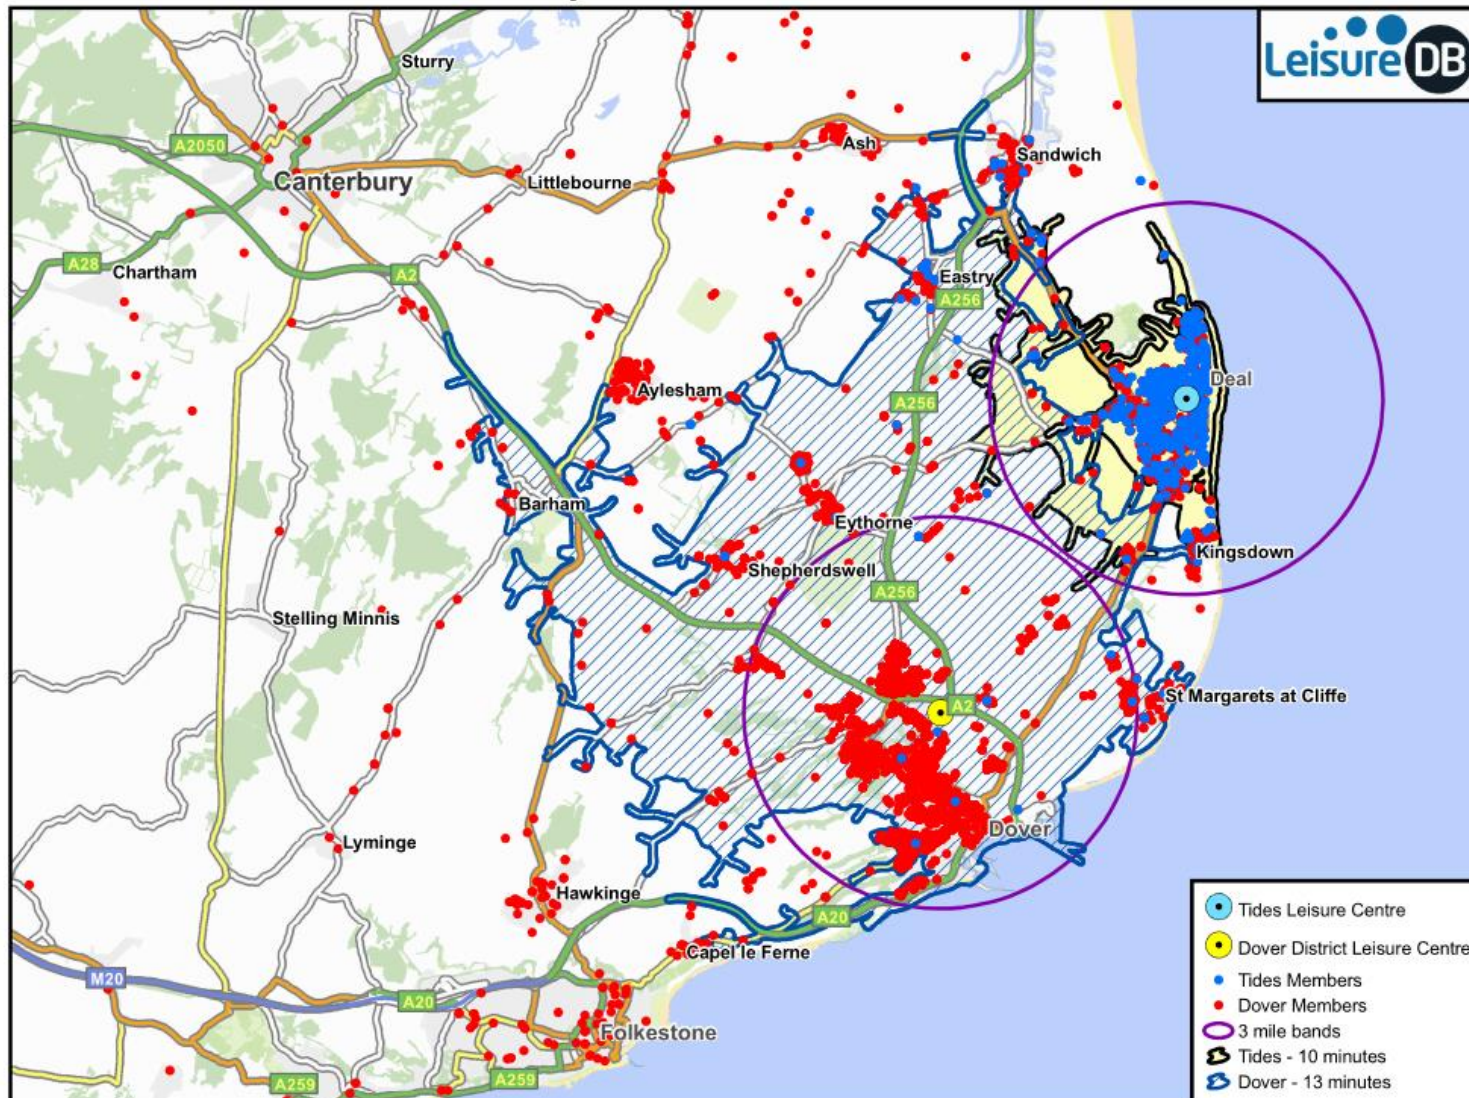 Leisure DB
Sturry
A2050
Ash
Sandwich
Canterbury
Littlebourne
A28
Chartham
A2
Eastry
A256
Deal
Aylesham
A256
Barham
Eythorne
Kingsdown
Shepherdswell
A256
Stelling Minnis
St Margarets at Cliffe
A2
Dover
Lyminge
Hawkinge
A20
Capel le Ferne
M20
A20
Folkestone
A259
A259
Tides Leisure Centre
Dover District Leisure Centre
Tides Members
Dover Members
3 mile bands
Tides - 10 minutes
Dover - 13 minutes